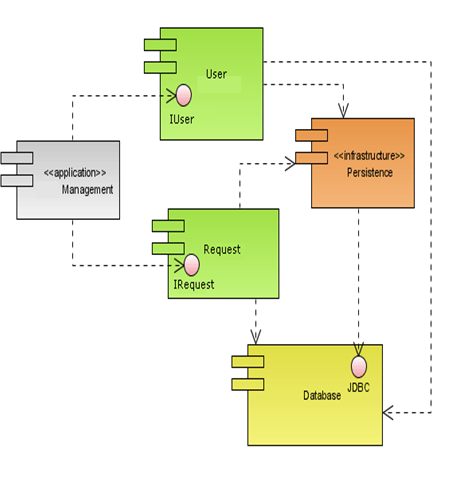 User
IUser
<<application>>
Management
<<infrastructure>>
Persistence
Request
IRequest
JDBC
Database